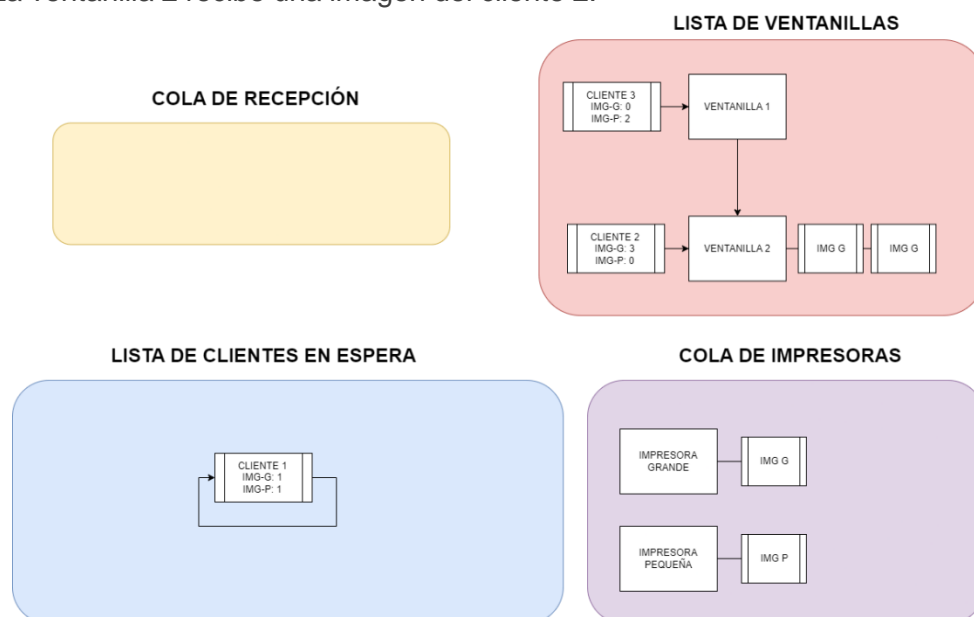 La ventanilla 2 recibe una imagen del cliente 2.
LISTA DE VENTANILLAS
COLA DE RECEPCIÓN
CLIENTE 3
IMG-G: 0
IMG-P: 2
VENTANILLA 1
CLIENTE 2
IMG-G: 3
IMG-P: 0
VENTANILLA 2
IMG G
IMG G
LISTA DE CLIENTES EN ESPERA
COLA DE IMPRESORAS
CLIENTE 1
IMG-G: 1
IMG-P: 1
IMPRESORA
GRANDE
IMG G
IMPRESORA
PEQUEÑA
IMG P